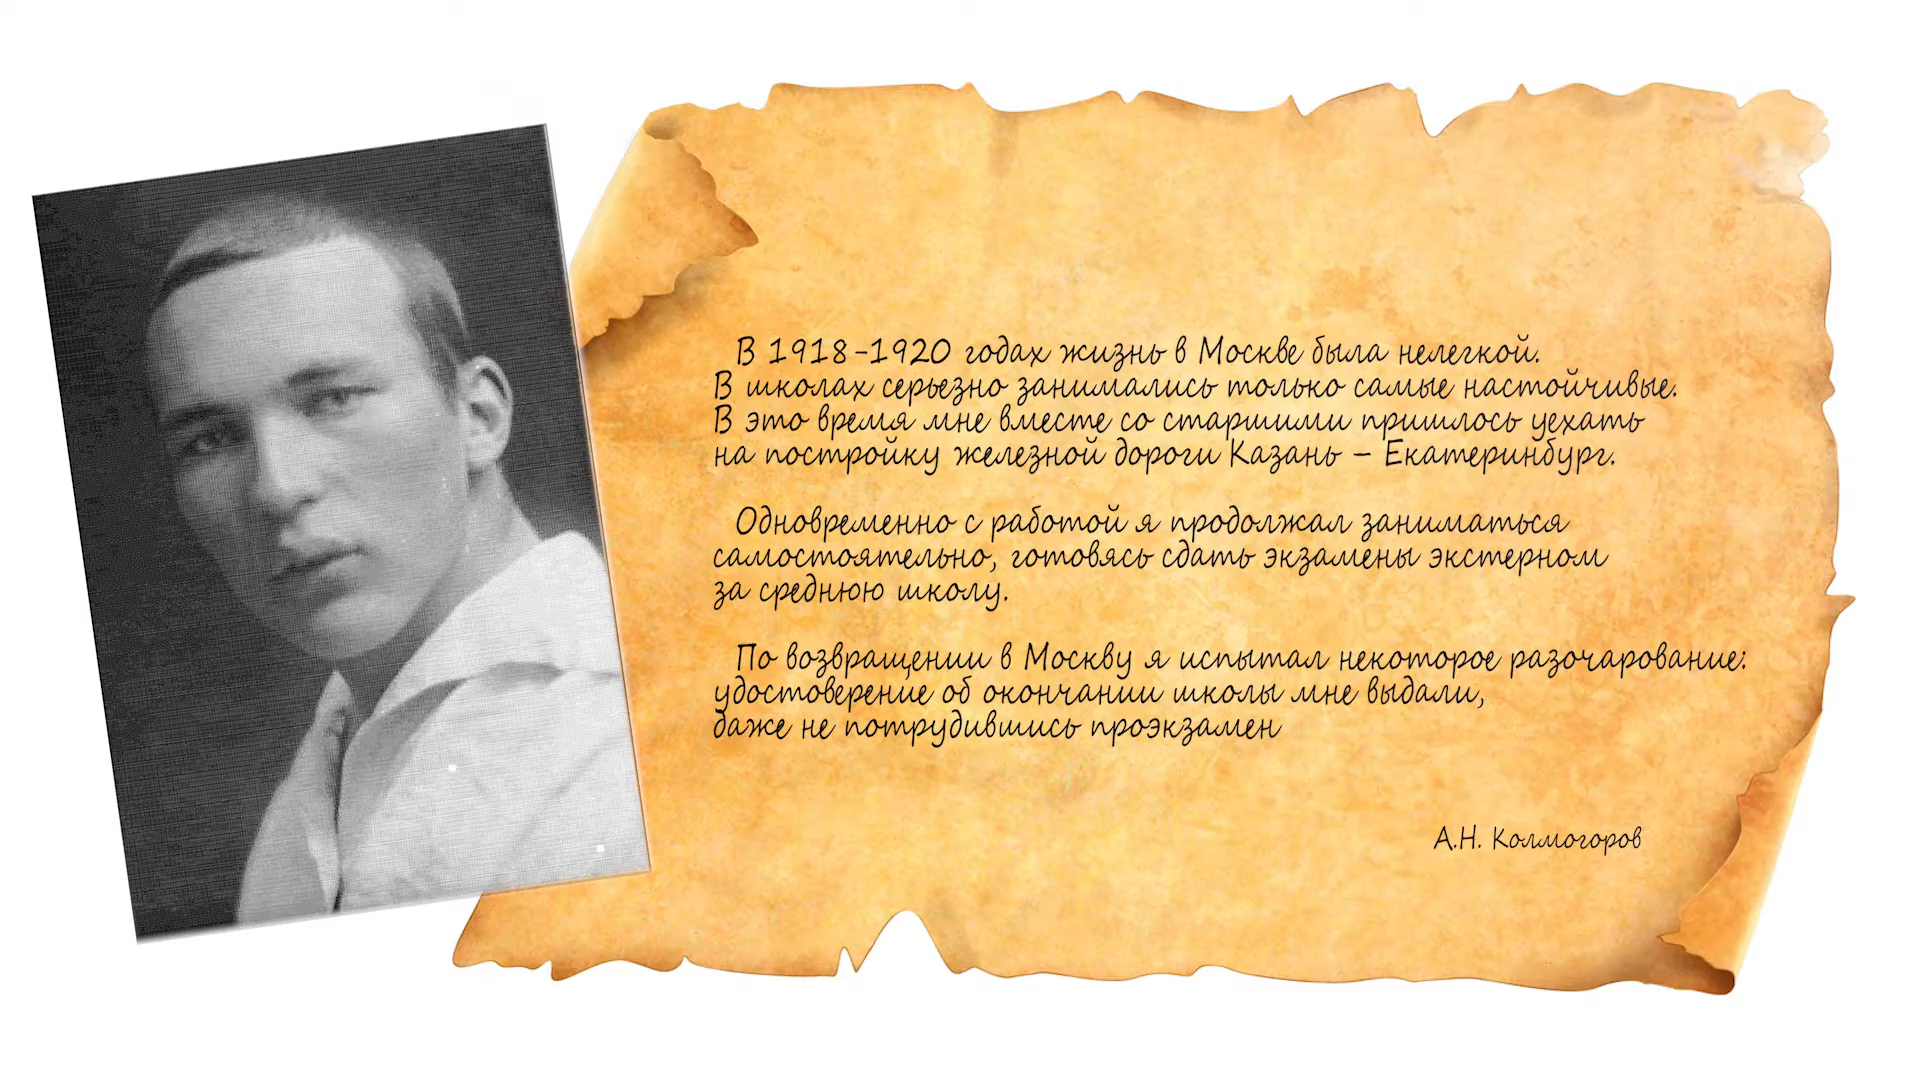 В 1918-1920 годах жизнь в Москве была нелегкой.
В школах серьезно занимались только самые настойчивые.
В это время мне вместе со старшими пришлось уехать
на постройку железной дороги Казань – Екатеринбург.
Одновременно с работой я продолжал заниматься
самостоятельно, готовясь сдать экзамены экстерном
за среднюю школу.
По возвращении в Москву я испытал некоторое разочарование:
удостоверение об окончании школы мне выдали,
даже не потрудившись проэкзамен
А.Н. Колмогоров